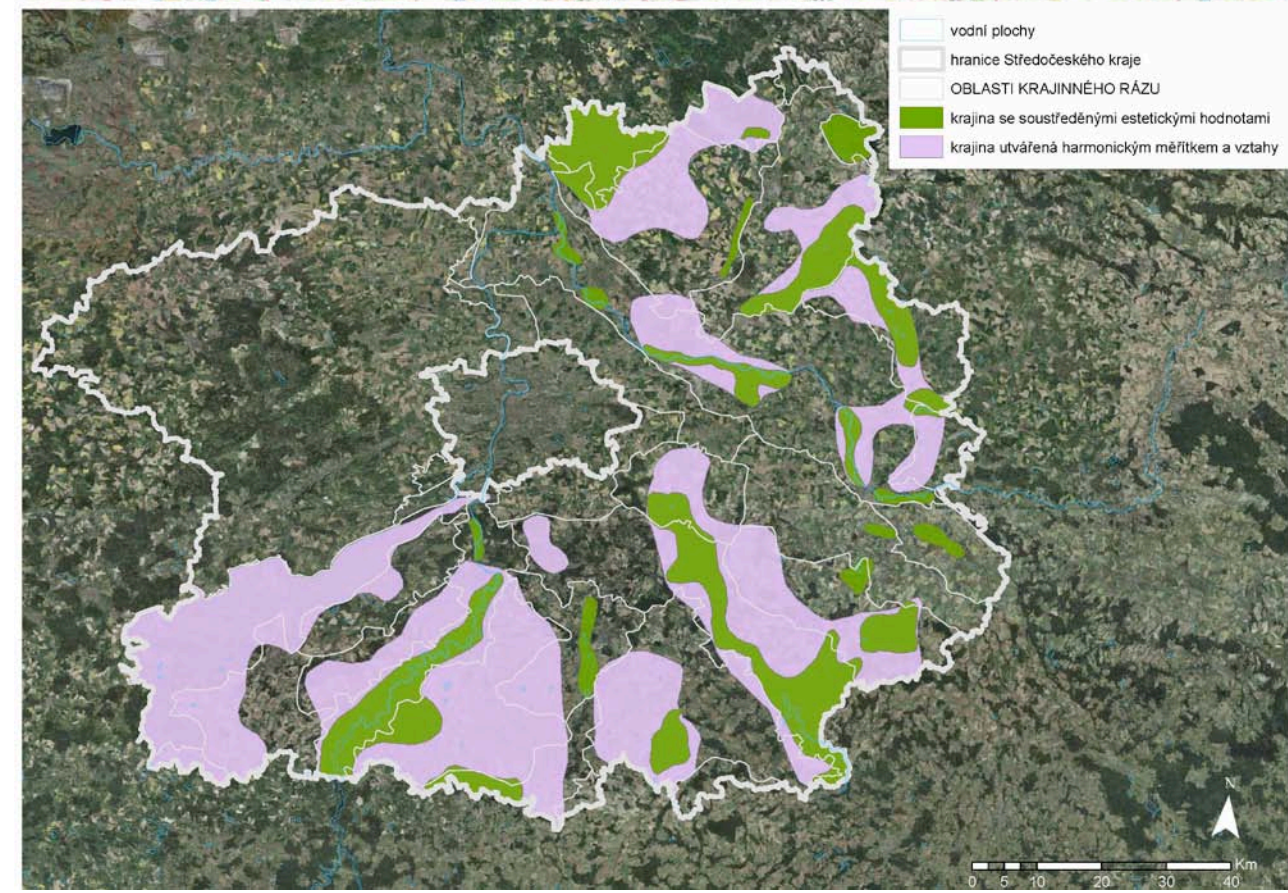 vodní plochy
hranice Středočeského kraje
OBLASTI KRAJINNÉHO RÁZU
krajina se soustředěnými estetickými hodnotami
krajina utvářená harmonickým měřítkem a vztahy
N
Km
0 5 10 20 30 40